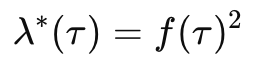 λ*(τ) = f(τ)²